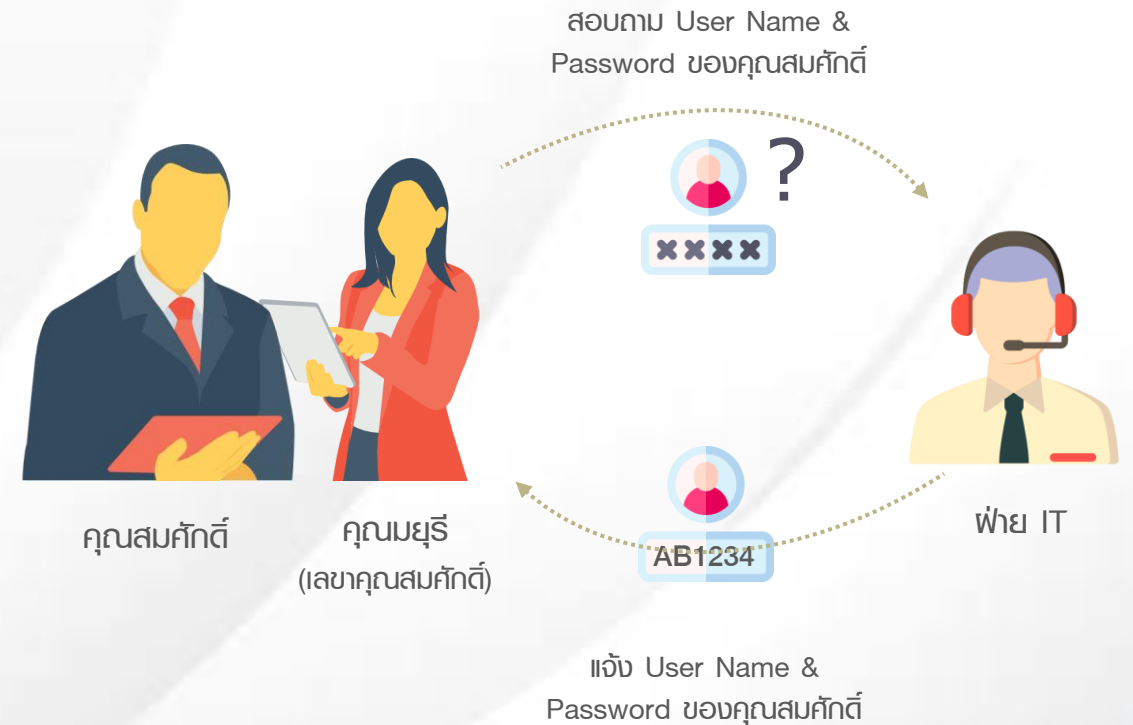 สอบถาม User Name &
Password ของคุณสมศักดิ์
?
××××
คุณสมศักดิ์
คุณมยุรี
(เลขาคุณสมศักดิ์)
ฝ่าย IT
AB1234
แจ้ง User Name &
Password ของคุณสมศักดิ์